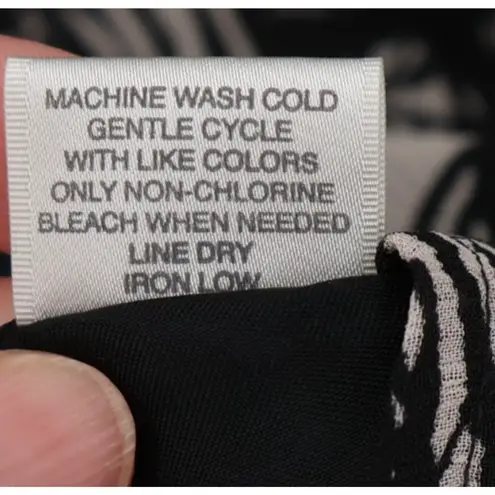 MACHINE WASH COLD
GENTLE CYCLE
WITH LIKE COLORS
ONLY NON-CHLORINE
BLEACH WHEN NEEDED
LINE DRY
IRON LOW